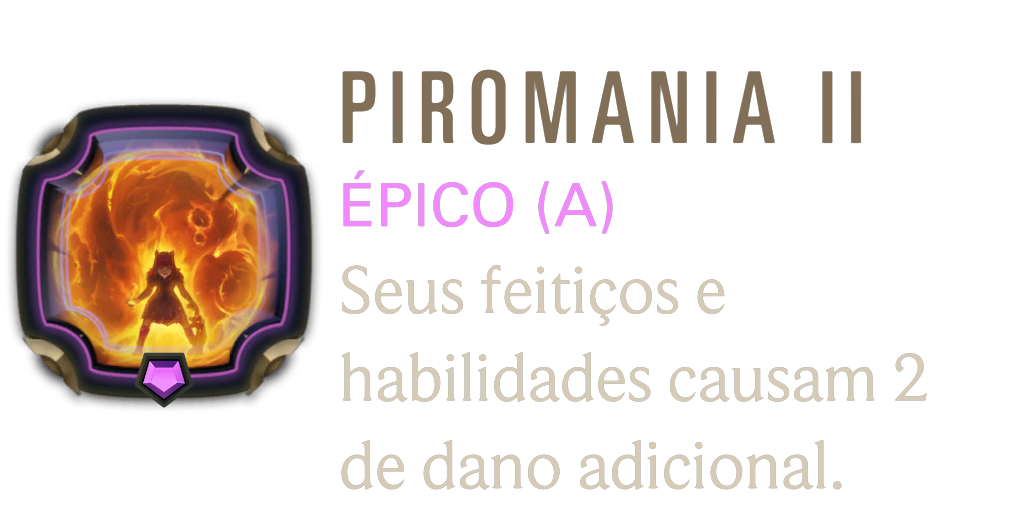 PIROMANIA II
ÉPICO (A)
Seus feitiços e
habilidades causam 2
de dano adicional.